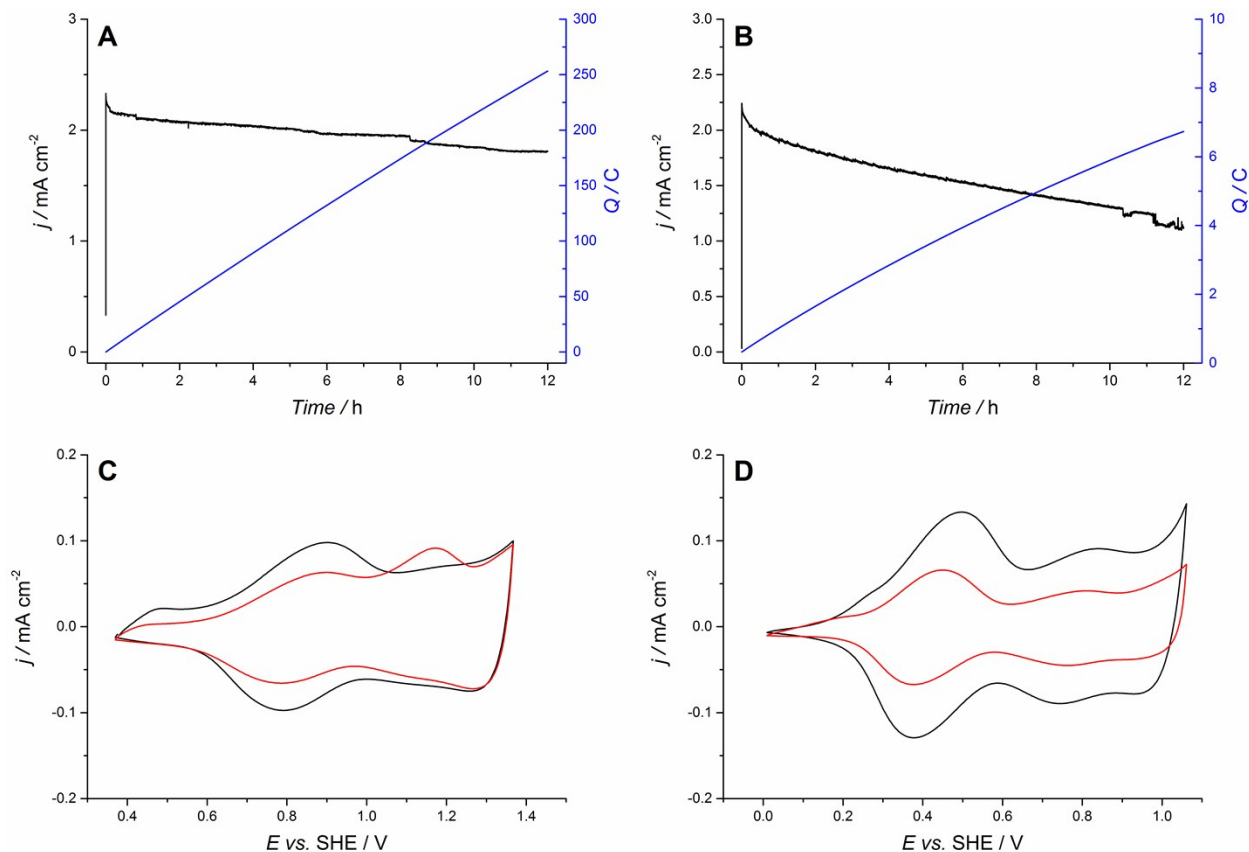 A
j / mA cm-2
3
2
1
0
300
250
200
150
100
50
0
Q / C
0 2 4 6 8 10 12
Time / h
B
j / mA cm-2
3.0
2.5
2.0
1.5
1.0
0.5
0.0
10
8
6
4
2
0
Q / C
0 2 4 6 8 10 12
Time / h
C
j / mA cm-2
0.2
0.1
0.0
-0.1
-0.2
0.4 0.6 0.8 1.0 1.2 1.4
E vs. SHE / V
D
j / mA cm-2
0.2
0.1
0.0
-0.1
-0.2
0.0 0.2 0.4 0.6 0.8 1.0
E vs. SHE / V